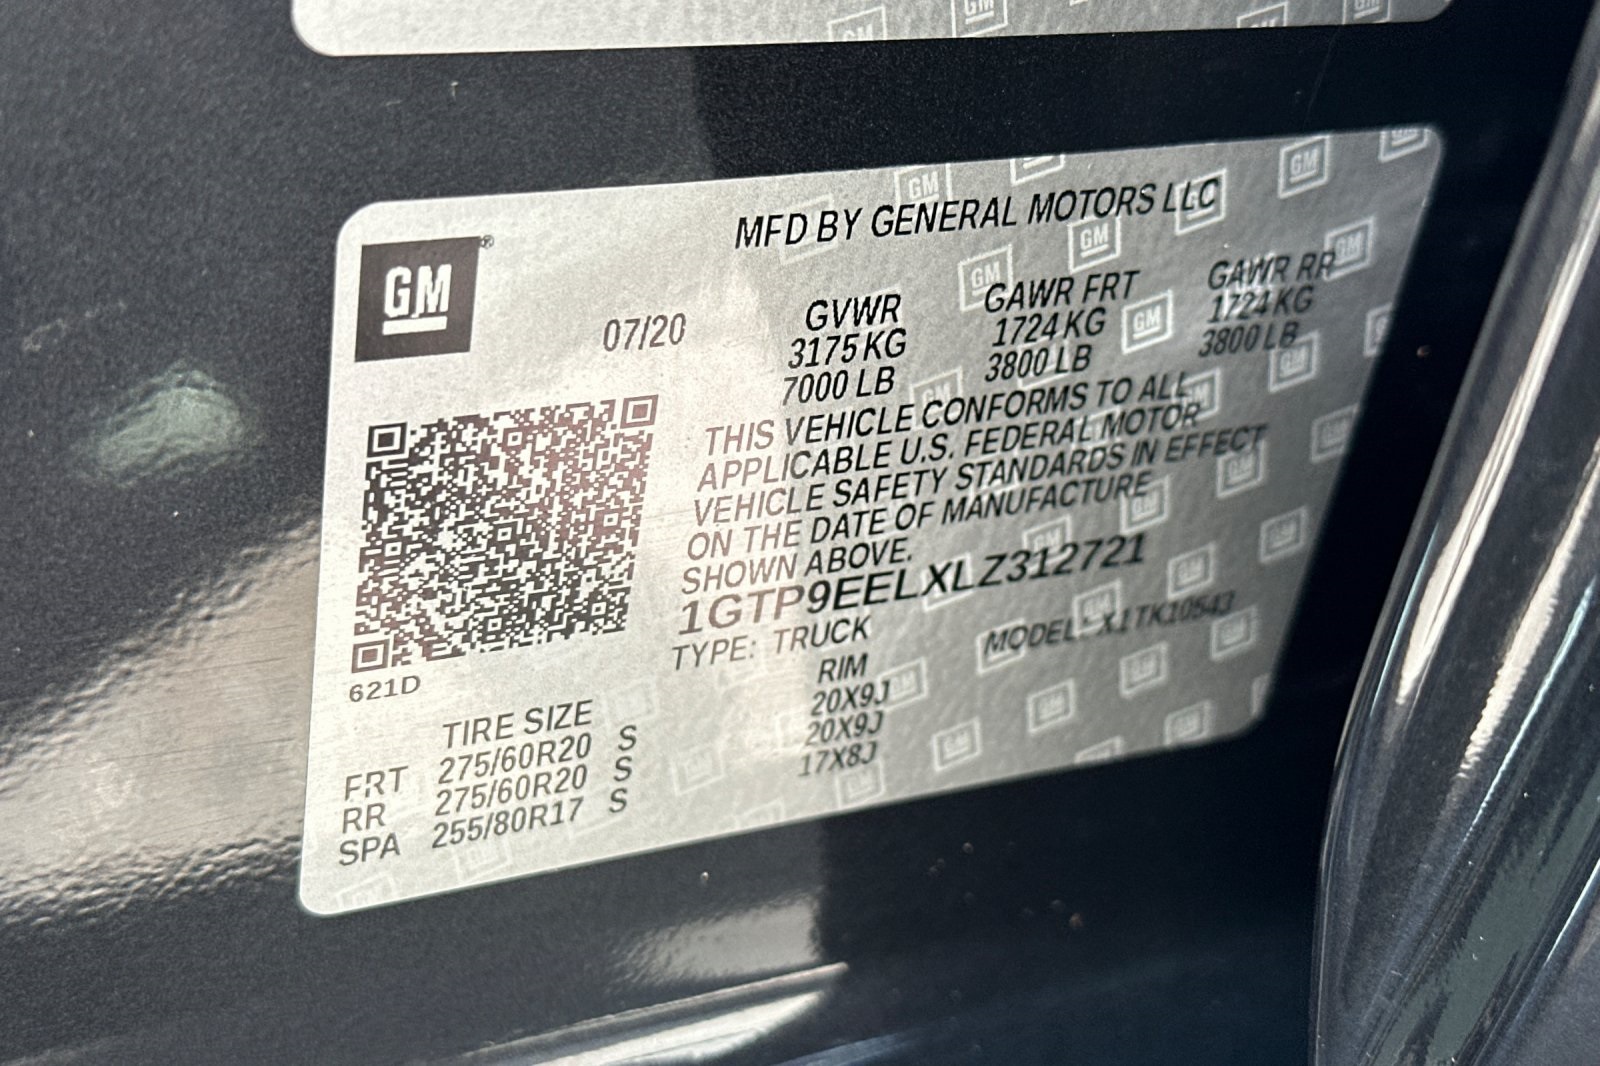 MFD BY GENERAL MOTORS LLC
GM ®
07/20
GVWR GAWR FRT GAWR RR
3175 KG 1724 KG 1724 KG
7000 LB 3800 LB 3800 LB
THIS VEHICLE CONFORMS TO ALL
APPLICABLE U.S. FEDERAL MOTOR
VEHICLE SAFETY STANDARDS IN EFFECT
ON THE DATE OF MANUFACTURE
SHOWN ABOVE.
1GTP9EELXLZ312721
TYPE: TRUCK MODEL: X1TK10543
621D
TIRE SIZE RIM
FRT 275/60R20 S 20X9J
RR 275/60R20 S 20X9J
SPA 255/80R17 S 17X8J